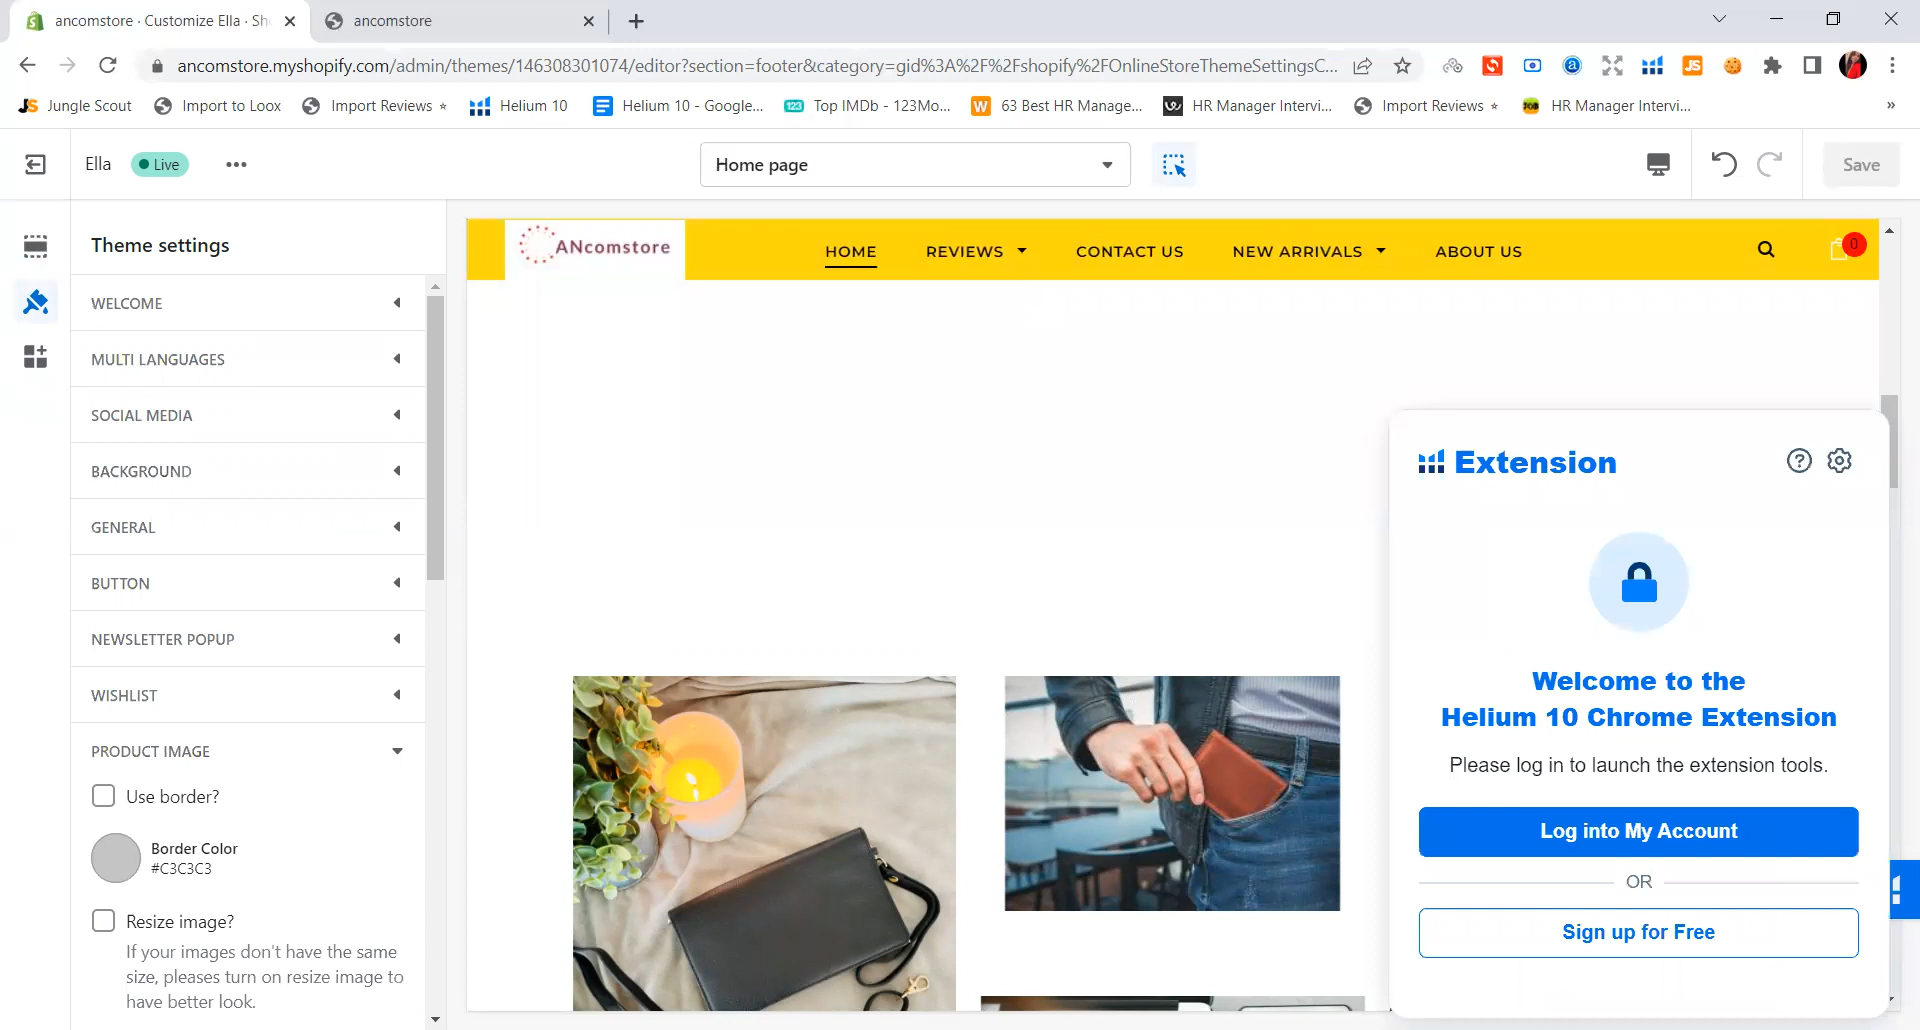 ancomstore · Customize Ella · Sh
ancomstore
ancomstore.myshopify.com/admin/themes/146308301074/editor?section=footer&category=gid%3A%2F%2Fshopify%2FOnlineStoreThemeSettingsC...
Jungle Scout
Import to Loox
Import Reviews ⭑
Helium 10
Helium 10 - Google...
123
Top IMDb - 123Mo...
W
63 Best HR Manage...
HR Manager Intervi...
Import Reviews ⭑
JOB
HR Manager Intervi...
»
Ella
Live
Home page
Save
Theme settings
WELCOME
MULTI LANGUAGES
SOCIAL MEDIA
BACKGROUND
GENERAL
BUTTON
NEWSLETTER POPUP
WISHLIST
PRODUCT IMAGE
Use border?
Border Color
#C3C3C3
Resize image?
If your images don't have the same
size, pleases turn on resize image to
have better look.
ANcomstore
HOME
REVIEWS
CONTACT US
NEW ARRIVALS
ABOUT US
0
Extension
Welcome to the
Helium 10 Chrome Extension
Please log in to launch the extension tools.
Log into My Account
OR
Sign up for Free